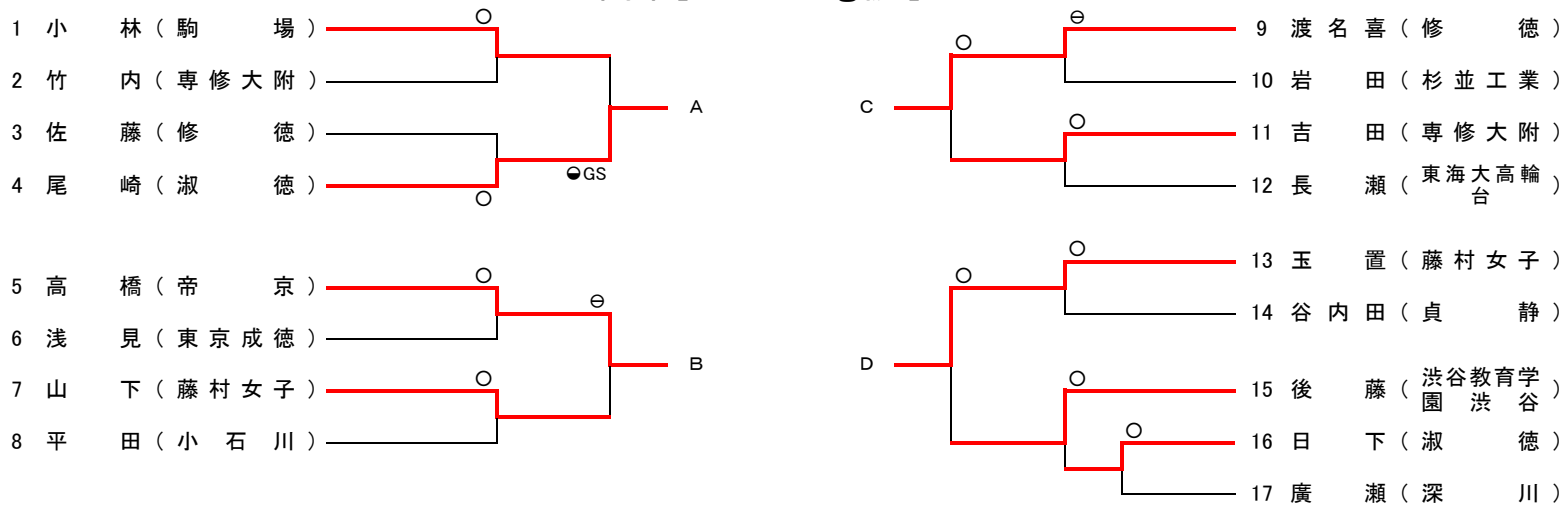 1 小 林 ( 駒 場 )
2 竹 内 ( 専 修 大 附 )
3 佐 藤 ( 修 徳 )
4 尾 崎 ( 淑 徳 )
○
○
◒GS
A
5 高 橋 ( 帝 京 )
6 浅 見 ( 東 京 成 徳 )
7 山 下 ( 藤 村 女 子 )
8 平 田 ( 小 石 川 )
○
○
⊖
B
9 渡 名 喜 ( 修 徳 )
10 岩 田 ( 杉 並 工 業 )
11 吉 田 ( 専 修 大 附 )
12 長 瀬 ( 東海大高輪
台 )
⊖
○
○
C
13 玉 置 ( 藤 村 女 子 )
14 谷 内 田 ( 貞 静 )
15 後 藤 ( 渋谷教育学
園 渋 谷 )
16 日 下 ( 淑 徳 )
17 廣 瀬 ( 深 川 )
○
○
○
○
D